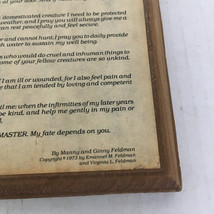 domesticated creature I need to be protected
weather, and I pray you will always give me a
can rest peacefully and feel secure.
r and cannot hunt, I pray you to daily provide
sh water to sustain my well being.
who would do cruel and inhuman things to
ome of your fellow creatures are so unkind.
if I am ill or wounded, for I also feel pain and
that I am tended by loving and competent
il me; when the infirmities of my later years
be kind, and help me gently in my pain or
MASTER. My fate depends on you.
By Manny and Ginny Feldman
Copyright © 1973 by Emanuel M. Feldman
and Virginia L. Feldman